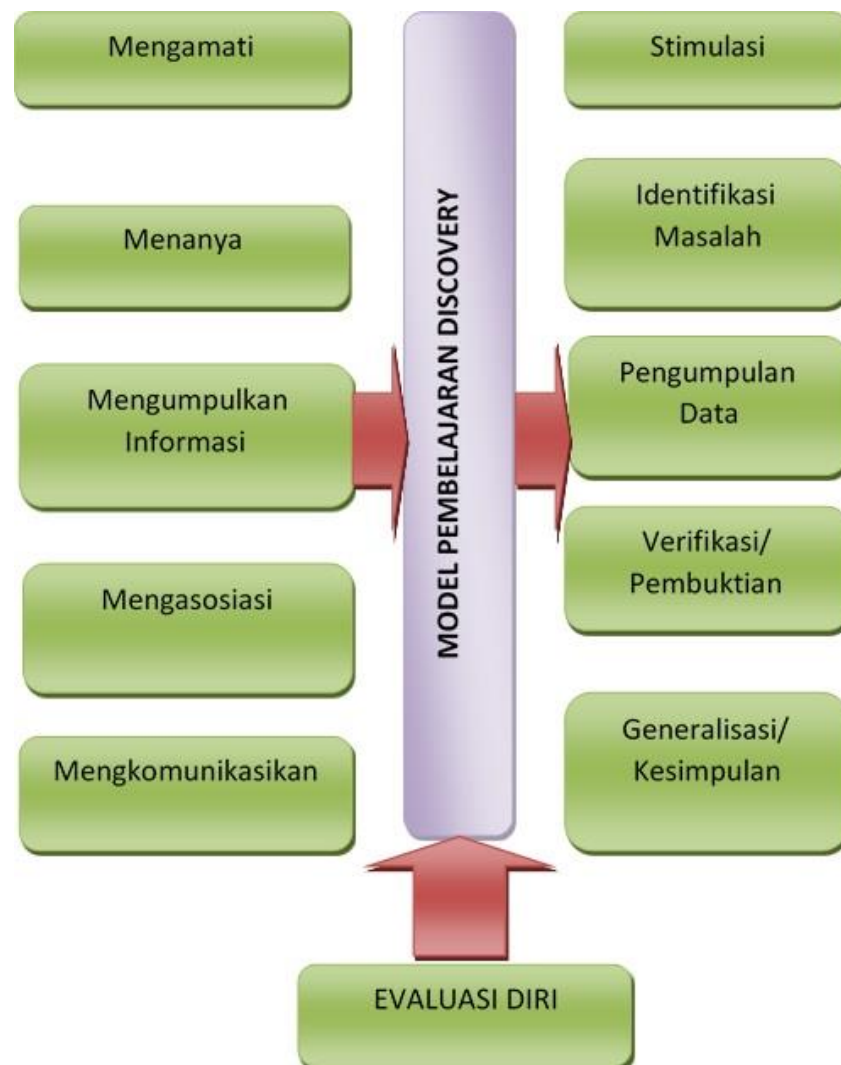 Mengamati
Menanya
Mengumpulkan
Informasi
Mengasosiasi
Mengkomunikasikan
MODEL PEMBELAJARAN DISCOVERY
Stimulasi
Identifikasi
Masalah
Pengumpulan
Data
Verifikasi/
Pembuktian
Generalisasi/
Kesimpulan
EVALUASI DIRI